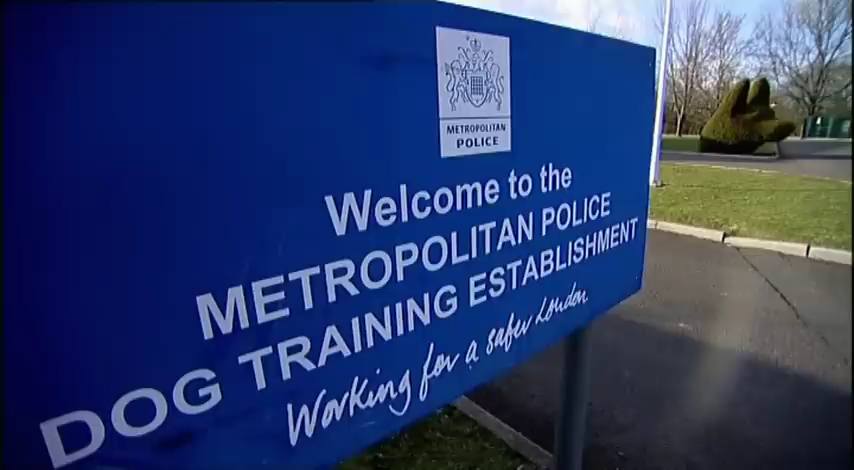 METROPOLITAN
POLICE
Welcome to the
METROPOLITAN POLICE
DOG TRAINING ESTABLISHMENT
Working for a safer London